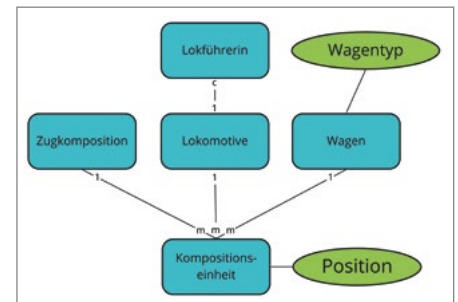 Lokführerin
Wagentyp
c
1
Zugkomposition
Lokomotive
Wagen
1
1
1
m m m
Kompositions-
einheit
Position